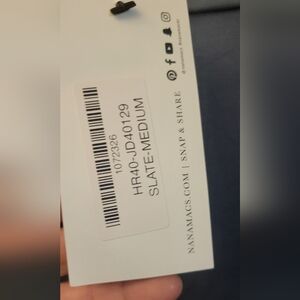 1072326
HR40-JD40129
SLATE-MEDIUM
NANAMACS.COM | SNAP & SHARE